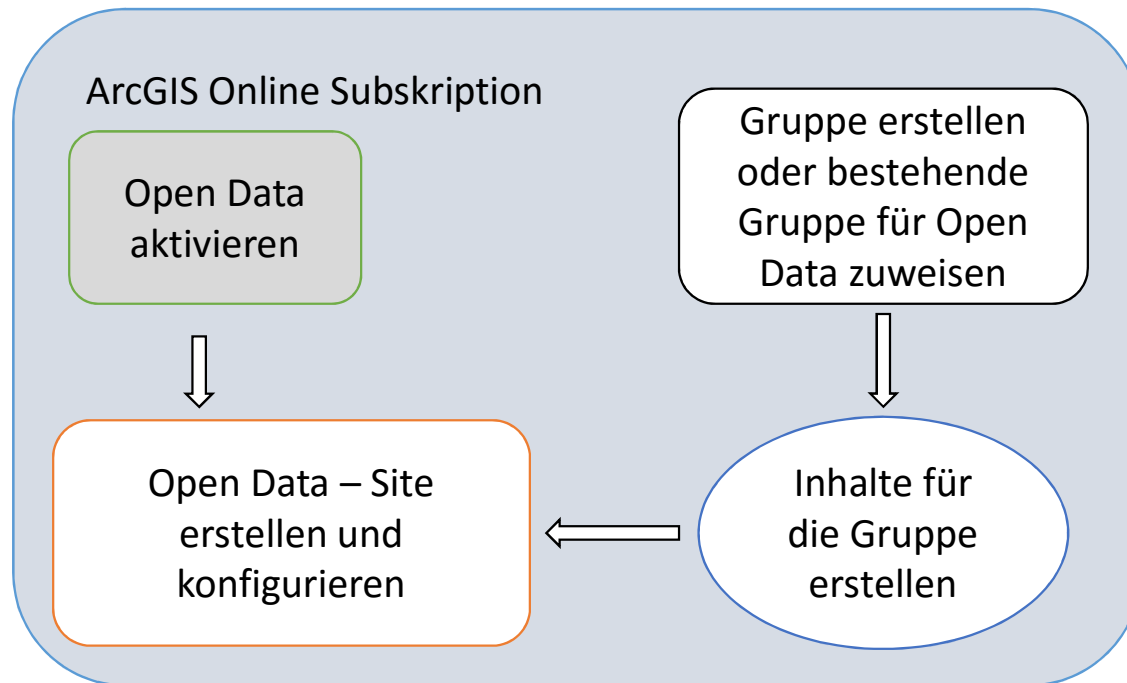 ArcGIS Online Subskription
Open Data
aktivieren
Gruppe erstellen
oder bestehende
Gruppe für Open
Data zuweisen
Open Data – Site
erstellen und
konfigurieren
Inhalte für
die Gruppe
erstellen